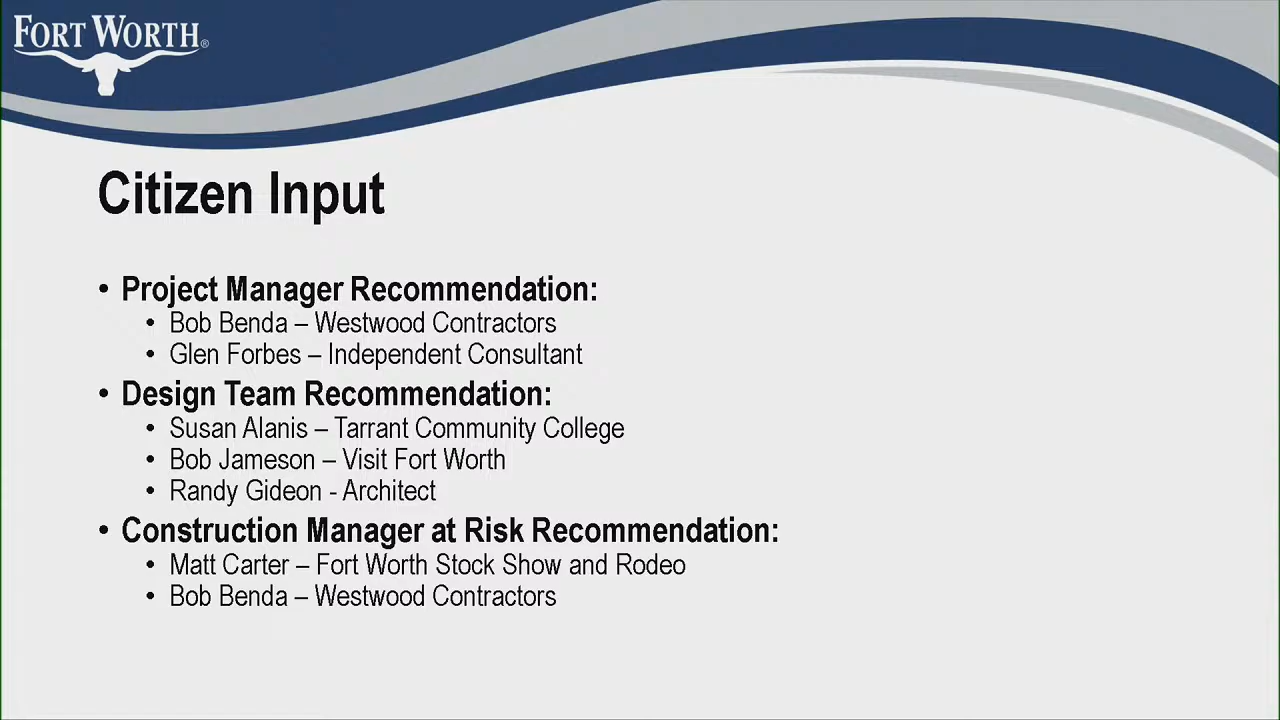 FORT WORTH®
Citizen Input
• Project Manager Recommendation:
• Bob Benda – Westwood Contractors
• Glen Forbes – Independent Consultant
• Design Team Recommendation:
• Susan Alanis – Tarrant Community College
• Bob Jameson – Visit Fort Worth
• Randy Gideon - Architect
• Construction Manager at Risk Recommendation:
• Matt Carter – Fort Worth Stock Show and Rodeo
• Bob Benda – Westwood Contractors